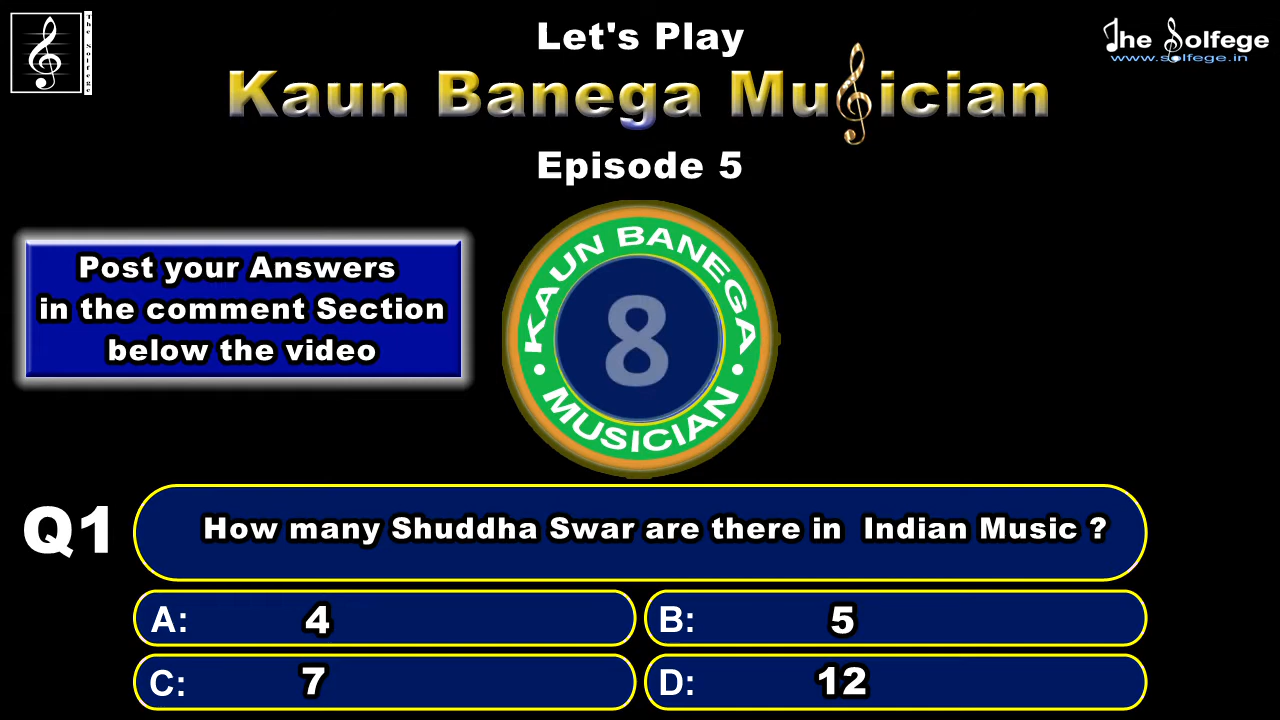 The Solfege
Let's Play
The Solfege
www.solfege.in
Kaun Banega Musician
Episode 5
Post your Answers
in the comment Section
below the video
KAUN BANEGA
8
• MUSICIAN •
Q1
How many Shuddha Swar are there in Indian Music ?
A: 4
B: 5
C: 7
D: 12